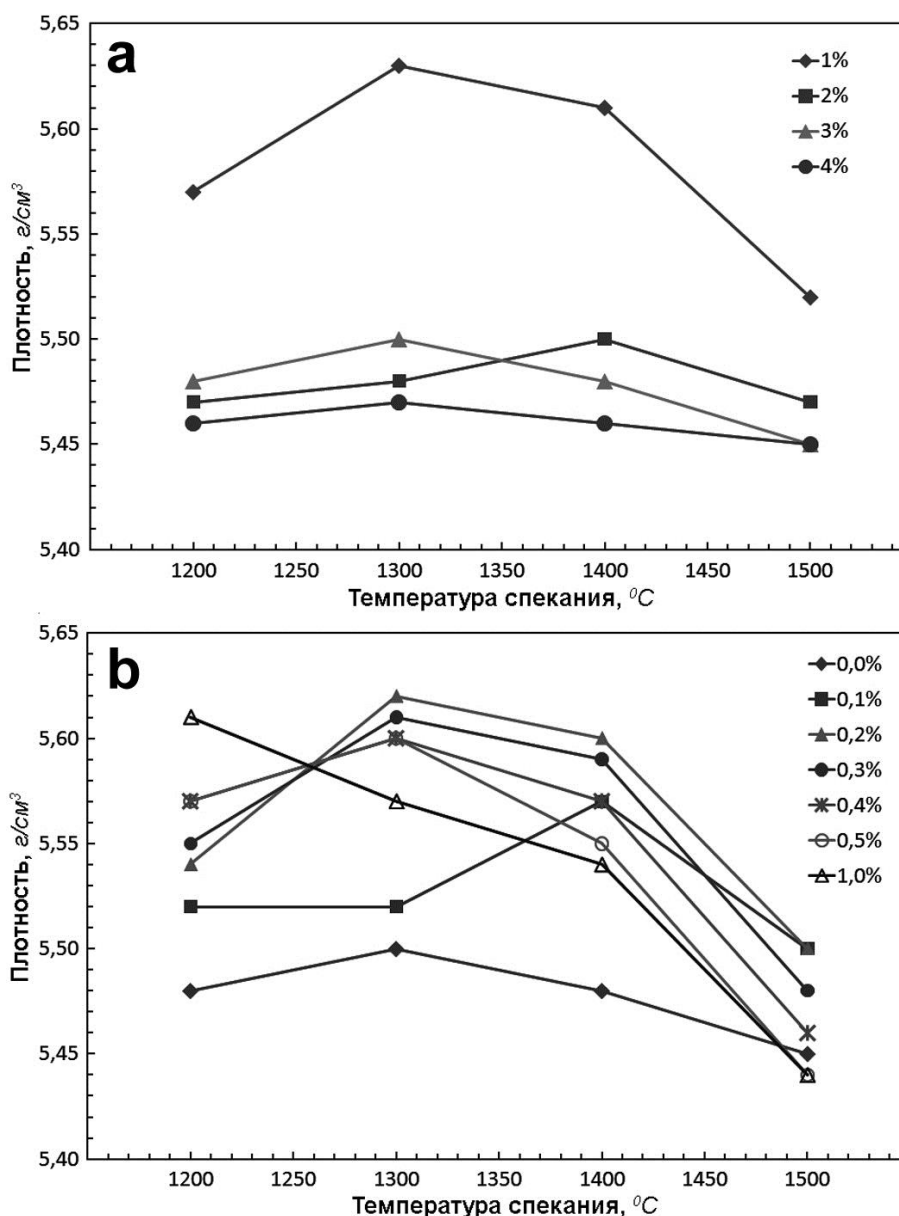 a
5,65
5,60
5,55
5,50
5,45
5,40
Плотность, г/см³
1%
2%
3%
4%
1200 1250 1300 1350 1400 1450 1500
Температура спекания, ⁰C
b
5,65
5,60
5,55
5,50
5,45
5,40
Плотность, г/см³
0,0%
0,1%
0,2%
0,3%
0,4%
0,5%
1,0%
1200 1250 1300 1350 1400 1450 1500
Температура спекания, ⁰C